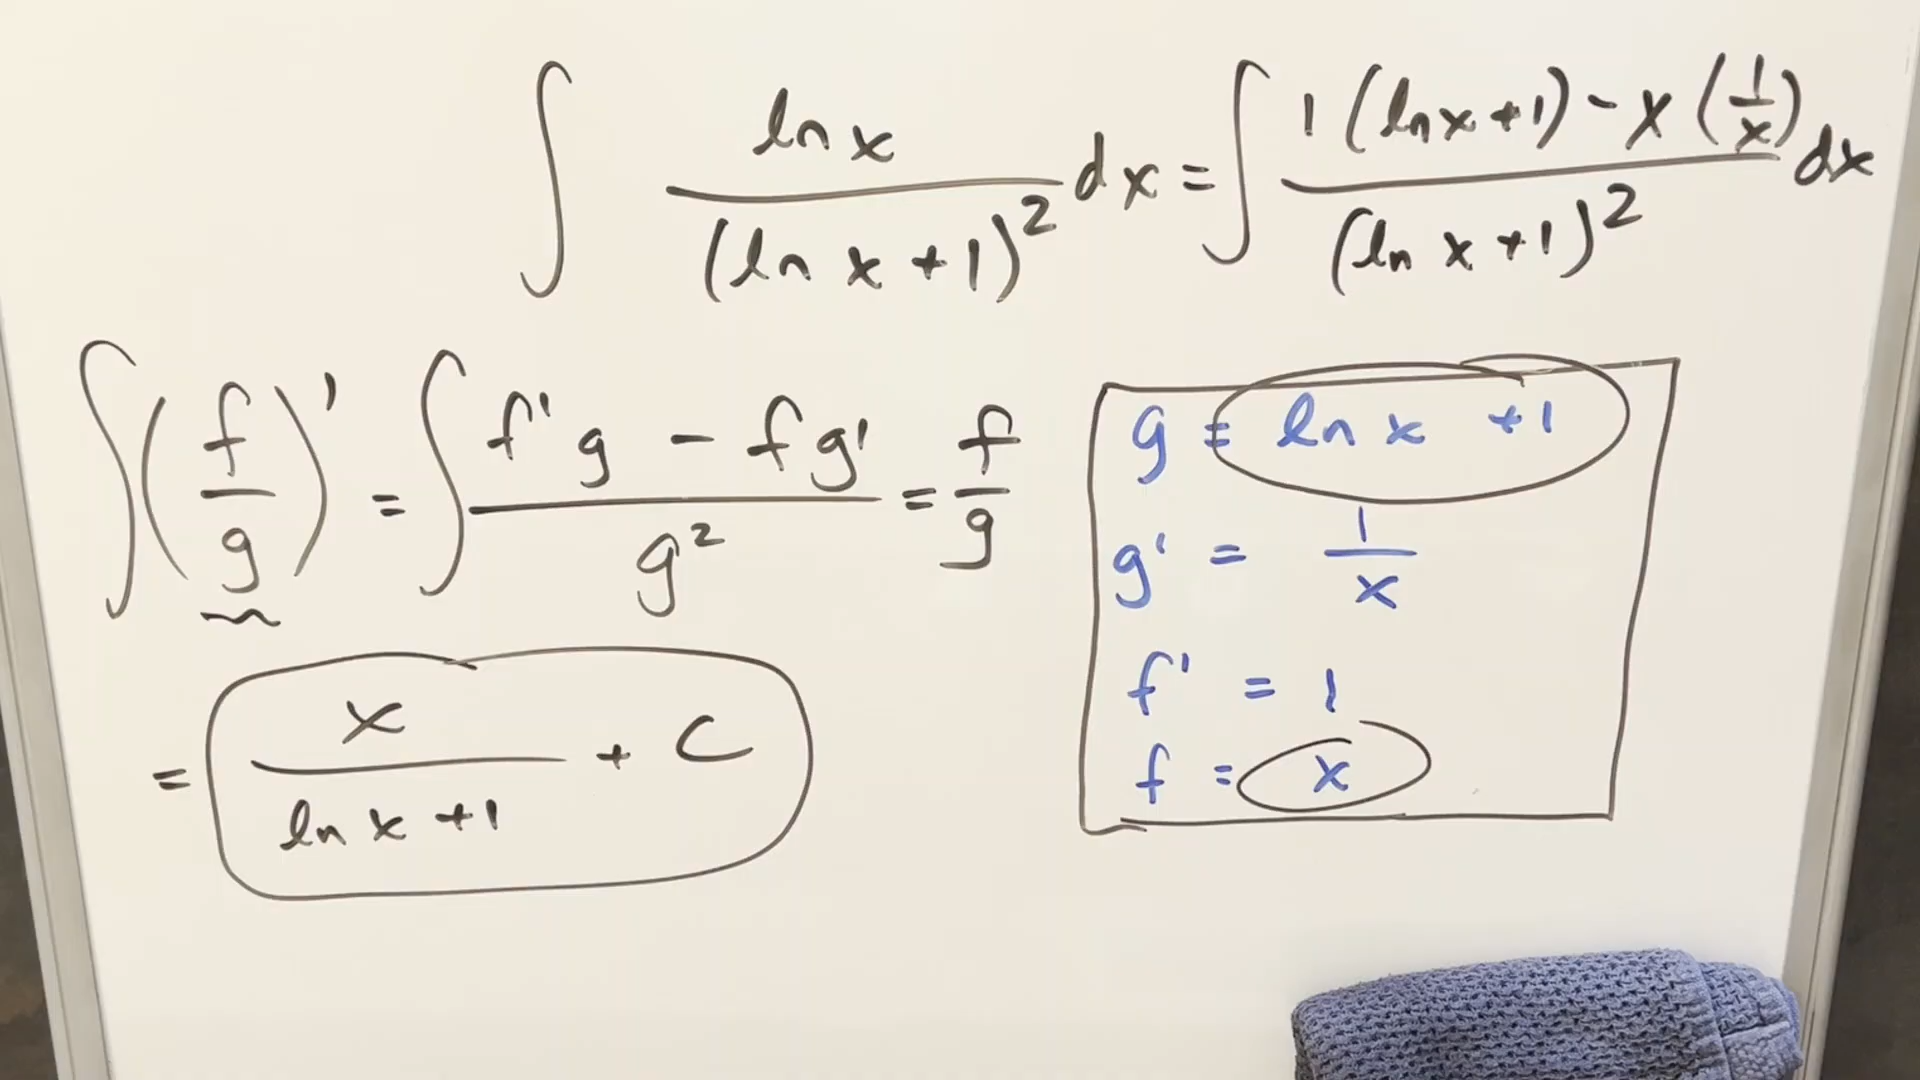 ∫ ln x / (ln x + 1)² dx = ∫ 1 (ln x + 1) - x (1/x) / (ln x + 1)² dx
∫ (f/g)' = ∫ f' g - f g' / g² = f/g
= x / ln x + 1 + C
g = ln x + 1
g' = 1/x
f' = 1
f = x